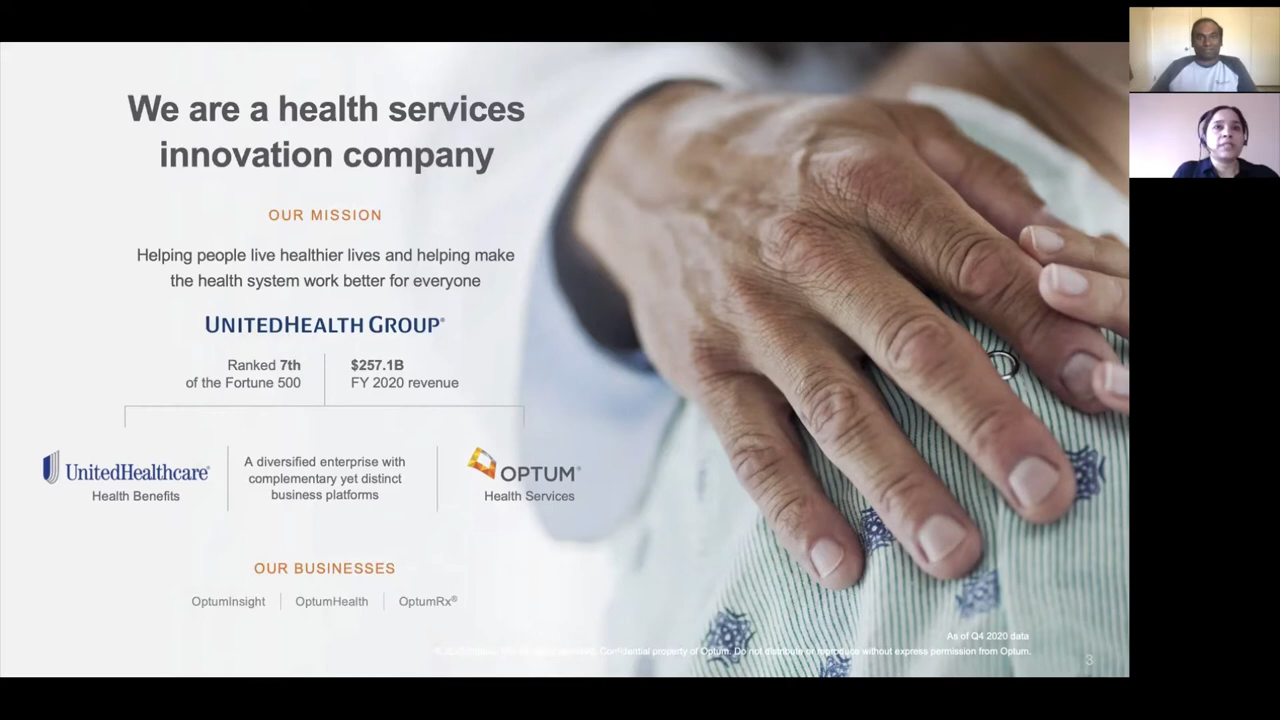 We are a health services
innovation company
OUR MISSION
Helping people live healthier lives and helping make
the health system work better for everyone
UNITEDHEALTH GROUP®
Ranked 7th
of the Fortune 500
$257.1B
FY 2020 revenue
UnitedHealthcare®
Health Benefits
A diversified enterprise with
complementary yet distinct
business platforms
OPTUM®
Health Services
OUR BUSINESSES
OptumInsight
OptumHealth
OptumRx®
As of Q4 2020 data
Confidential property of Optum. Do not distribute or reproduce without express permission from Optum.
3